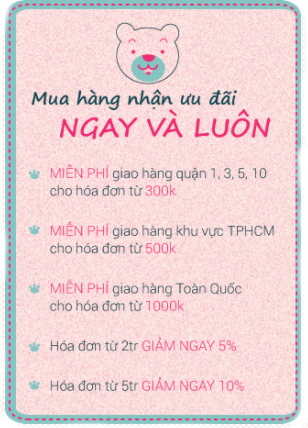 Mua hàng nhận ưu đãi
NGAY VÀ LUÔN
MIỄN PHÍ giao hàng quận 1, 3, 5, 10
cho hóa đơn từ 300k
MIỄN PHÍ giao hàng khu vực TPHCM
cho hóa đơn từ 500k
MIỄN PHÍ giao hàng Toàn Quốc
cho hóa đơn từ 1000k
Hóa đơn từ 2tr GIẢM NGAY 5%
Hóa đơn từ 5tr GIẢM NGAY 10%